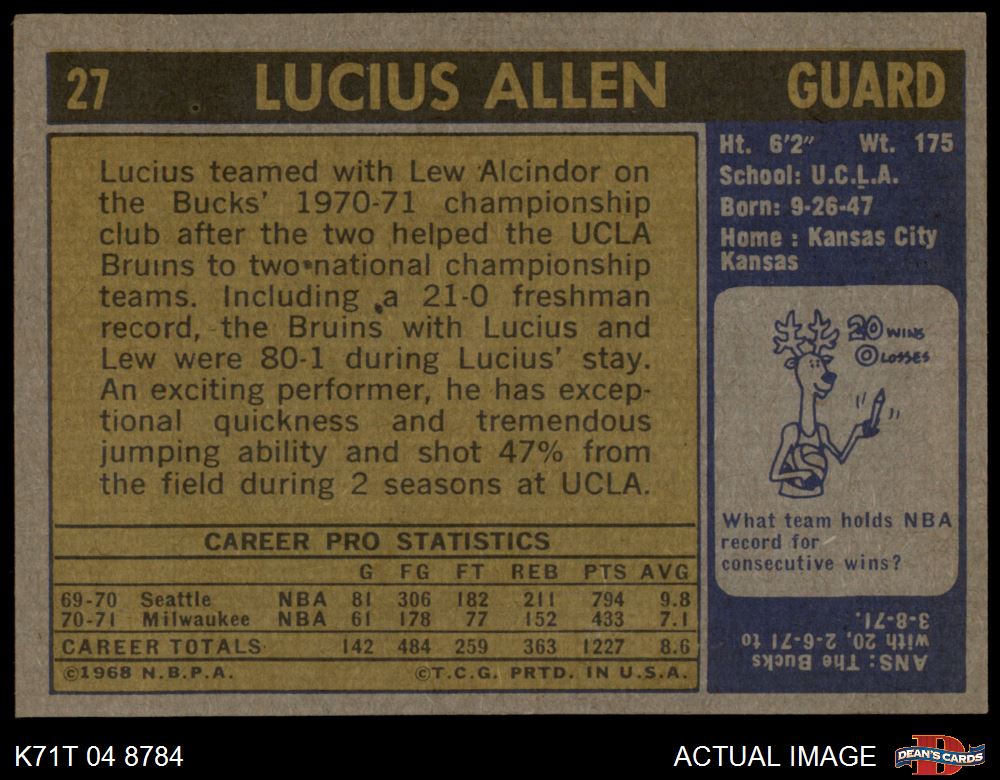 27 LUCIUS ALLEN GUARD
Lucius teamed with Lew Alcindor on
the Bucks' 1970-71 championship
club after the two helped the UCLA
Bruins to two national championship
teams. Including a 21-0 freshman
record, the Bruins with Lucius and
Lew were 80-1 during Lucius' stay.
An exciting performer, he has excep-
tional quickness and tremendous
jumping ability and shot 47% from
the field during 2 seasons at UCLA.
CAREER PRO STATISTICS
G FG FT REB PTS AVG
69-70 Seattle NBA 81 306 182 211 794 9.8
70-71 Milwaukee NBA 61 178 77 152 433 7.1
CAREER TOTALS 142 484 259 363 1227 8.6
©1968 N.B.P.A. ©T.C.G. PRTD. IN U.S.A.
Ht. 6'2" Wt. 175
School: U.C.L.A.
Born: 9-26-47
Home : Kansas City
Kansas
20 WINS
0 LOSSES
What team holds NBA
record for
consecutive wins?
ANS: The Bucks
with 20, 2-6-71 to
3-8-71.
K71T 04 8784
ACTUAL IMAGE
DEAN'S CARDS